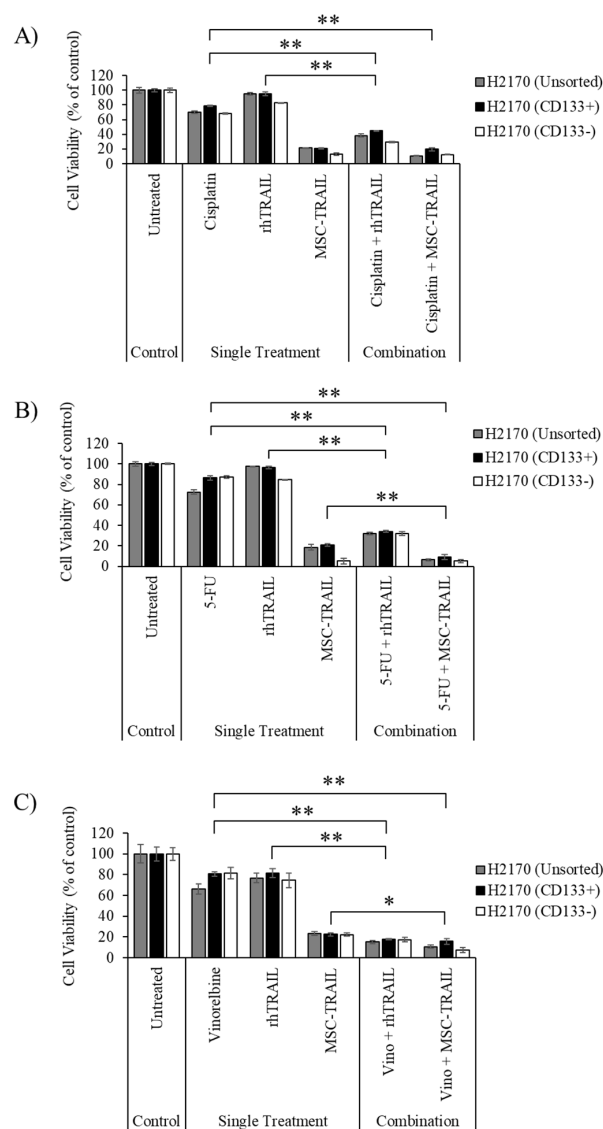 A)
**
**
**
Cell Viability (% of control)
120
100
80
60
40
20
0
H2170 (Unsorted)
H2170 (CD133+)
H2170 (CD133-)
Untreated
Cisplatin
rhTRAIL
MSC-TRAIL
Cisplatin + rhTRAIL
Cisplatin + MSC-TRAIL
Control
Single Treatment
Combination
B)
**
**
**
**
Cell Viability (% of control)
120
100
80
60
40
20
0
H2170 (Unsorted)
H2170 (CD133+)
H2170 (CD133-)
Untreated
5-FU
rhTRAIL
MSC-TRAIL
5-FU + rhTRAIL
5-FU + MSC-TRAIL
Control
Single Treatment
Combination
C)
**
**
**
*
Cell Viability (% of control)
120
100
80
60
40
20
0
H2170 (Unsorted)
H2170 (CD133+)
H2170 (CD133-)
Untreated
Vinorelbine
rhTRAIL
MSC-TRAIL
Vino + rhTRAIL
Vino + MSC-TRAIL
Control
Single Treatment
Combination